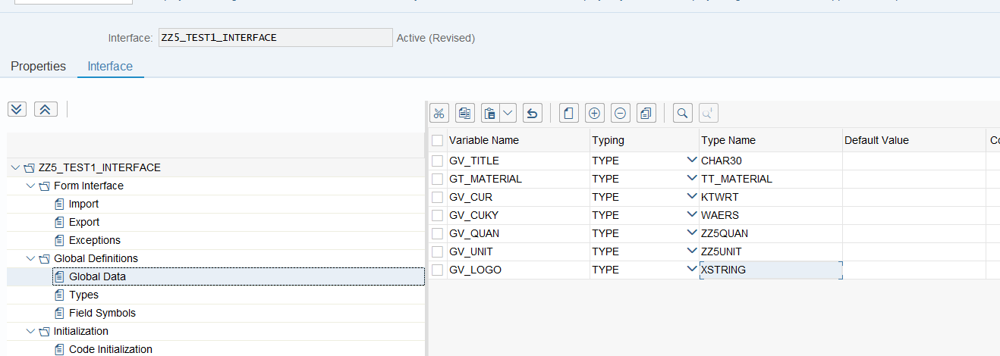 Interface: ZZ5_TEST1_INTERFACE Active (Revised)
Properties Interface
Variable Name Typing Type Name Default Value Co
GV_TITLE TYPE CHAR30
GT_MATERIAL TYPE TT_MATERIAL
GV_CUR TYPE KTWRT
GV_CUKY TYPE WAERS
GV_QUAN TYPE ZZ5QUAN
GV_UNIT TYPE ZZ5UNIT
GV_LOGO TYPE XSTRING
ZZ5_TEST1_INTERFACE
Form Interface
Import
Export
Exceptions
Global Definitions
Global Data
Types
Field Symbols
Initialization
Code Initialization